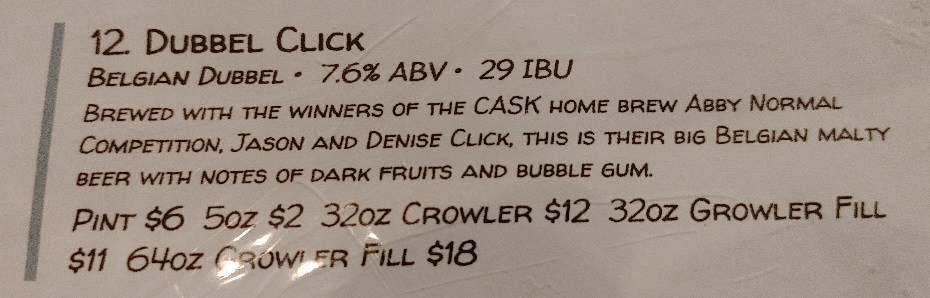 12. DUBBEL CLICK
BELGIAN DUBBEL • 7.6% ABV • 29 IBU
BREWED WITH THE WINNERS OF THE CASK HOME BREW ABBY NORMAL
COMPETITION, JASON AND DENISE CLICK, THIS IS THEIR BIG BELGIAN MALTY
BEER WITH NOTES OF DARK FRUITS AND BUBBLE GUM.
PINT $6 5OZ $2 32OZ CROWLER $12 32OZ GROWLER FILL
$11 64OZ GROWLER FILL $18